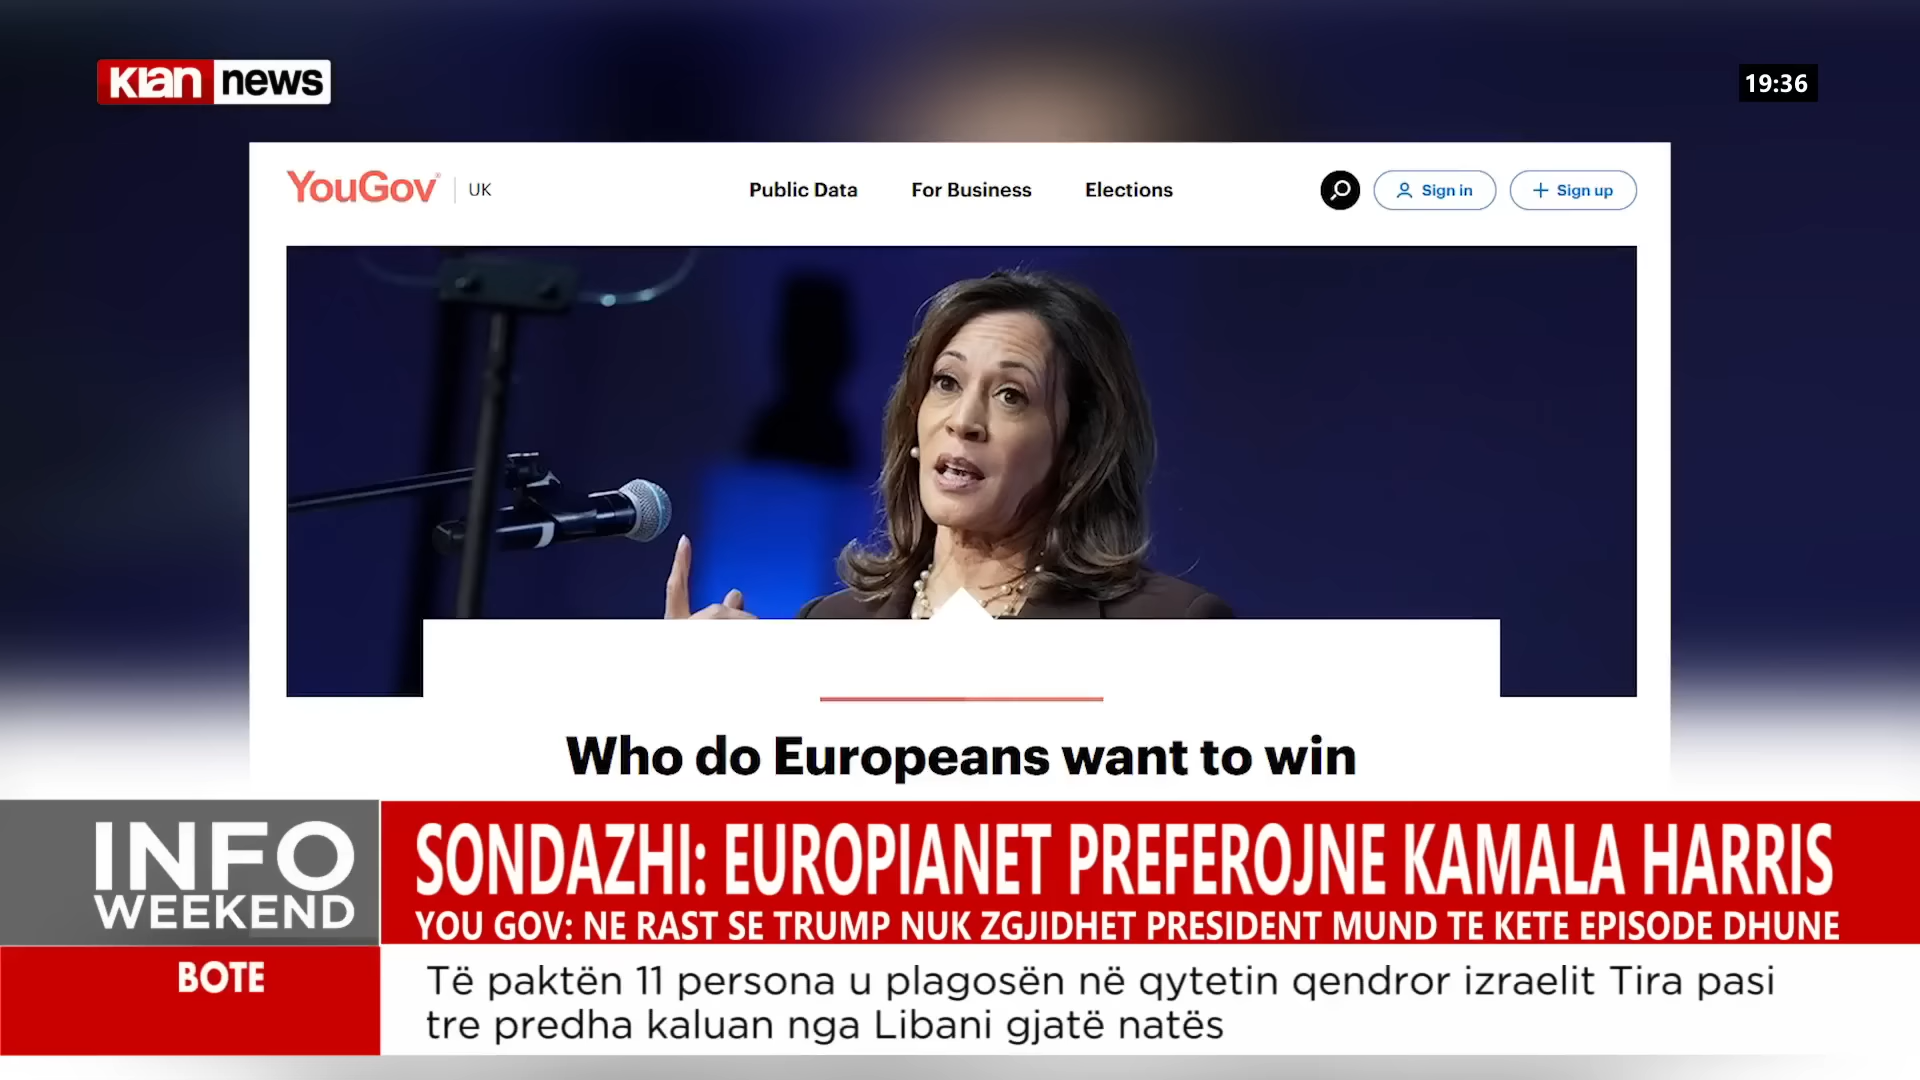 klan news
19:36
YouGov UK
Public Data For Business Elections
Sign in Sign up
Who do Europeans want to win
INFO
WEEKEND
SONDAZHI: EUROPIANET PREFEROJNE KAMALA HARRIS
YOU GOV: NE RAST SE TRUMP NUK ZGJIDHET PRESIDENT MUND TE KETE EPISODE DHUNE
BOTE
Të paktën 11 persona u plagosën në qytetin qendror izraelit Tira pasi
tre predha kaluan nga Libani gjatë natës